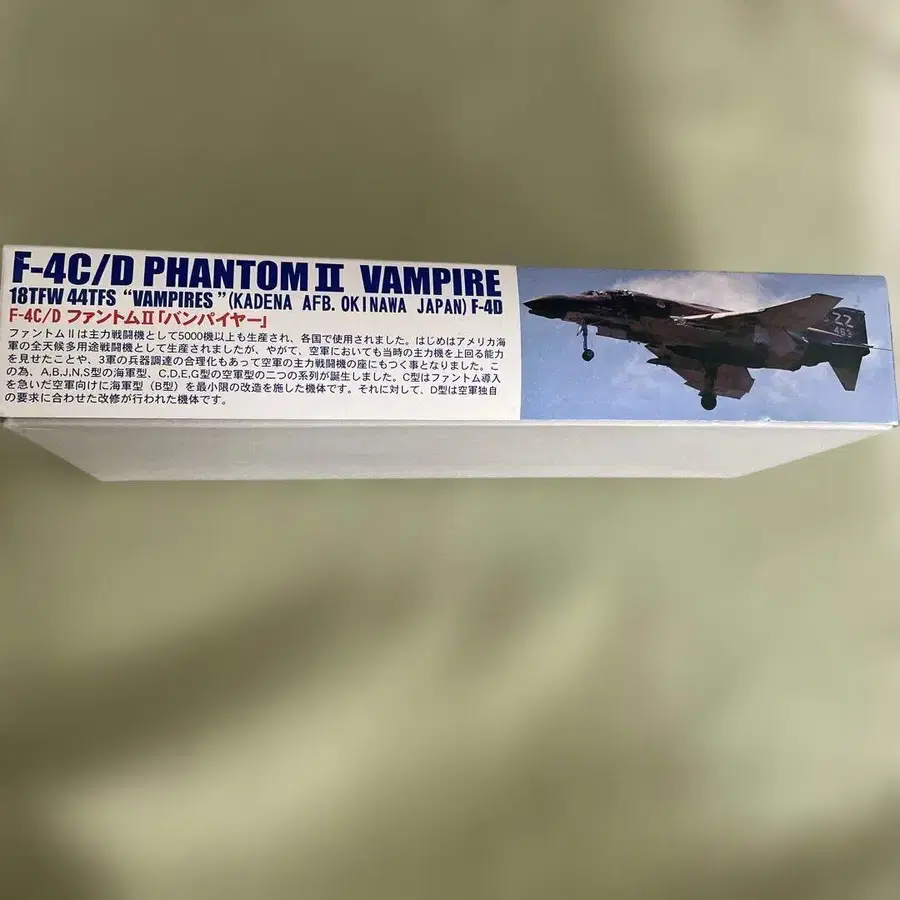 F-4C/D PHANTOM II VAMPIRE
18TFW 44TFS "VAMPIRES" (KADENA AFB. OKINAWA JAPAN) F-4D
F-4C/D ファントムII「バンパイヤー」
ファントムIIは主力戦闘機として5000機以上も生産され、各国で使用されました。はじめはアメリカ海
軍の全天候多用途戦闘機として生産されましたが、やがて、空軍においても当時の主力機を上回る能力
を見せたことや、3軍の兵器調達の合理化もあって空軍の主力戦闘機の座にもつく事となりました。こ
の為、A,B,J,N,S型の海軍型、C,D,E,G型の空軍型の二つの系列が誕生しました。C型はファントム導入
を急いだ空軍向けに海軍型（B型）を最小限の改造を施した機体です。それに対して、D型は空軍独自
の要求に合わせた改修が行われた機体です。
ZZ
463